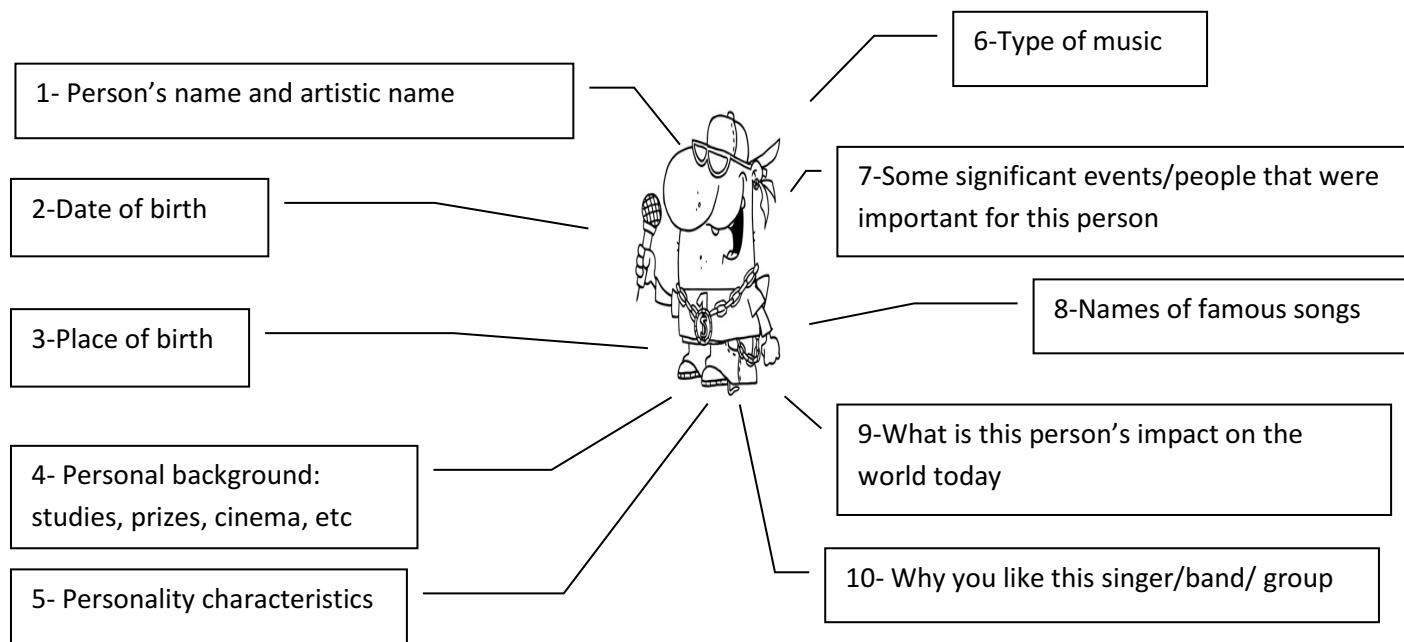 1- Person’s name and artistic name
2-Date of birth
3-Place of birth
4- Personal background:
studies, prizes, cinema, etc
5- Personality characteristics
6-Type of music
7-Some significant events/people that were
important for this person
8-Names of famous songs
9-What is this person’s impact on the
world today
10- Why you like this singer/band/ group